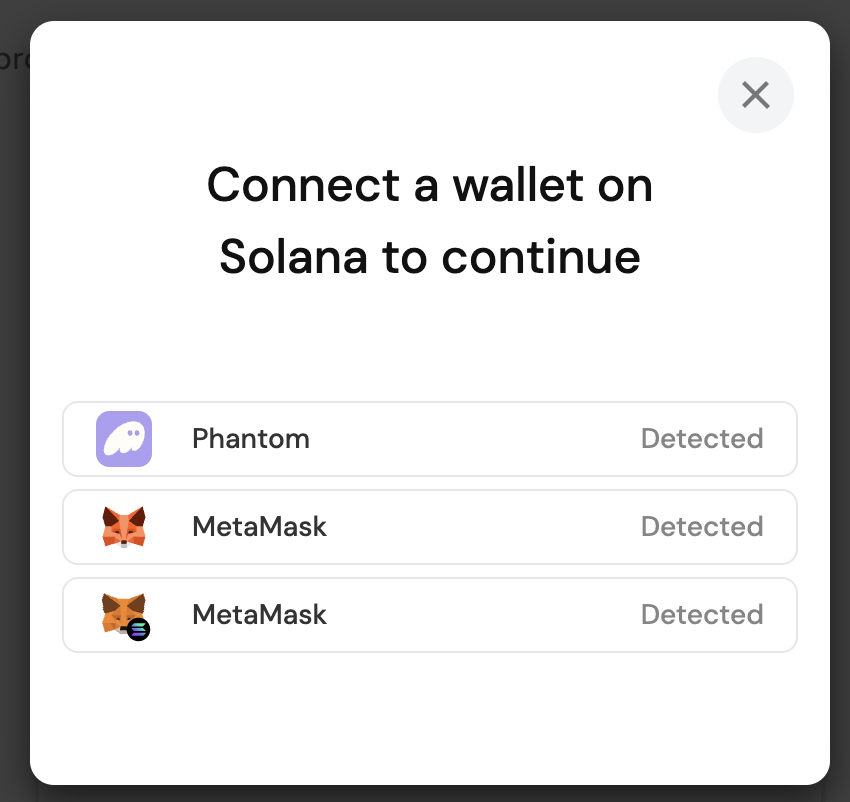 Connect a wallet on
Solana to continue
Phantom Detected
MetaMask Detected
MetaMask Detected